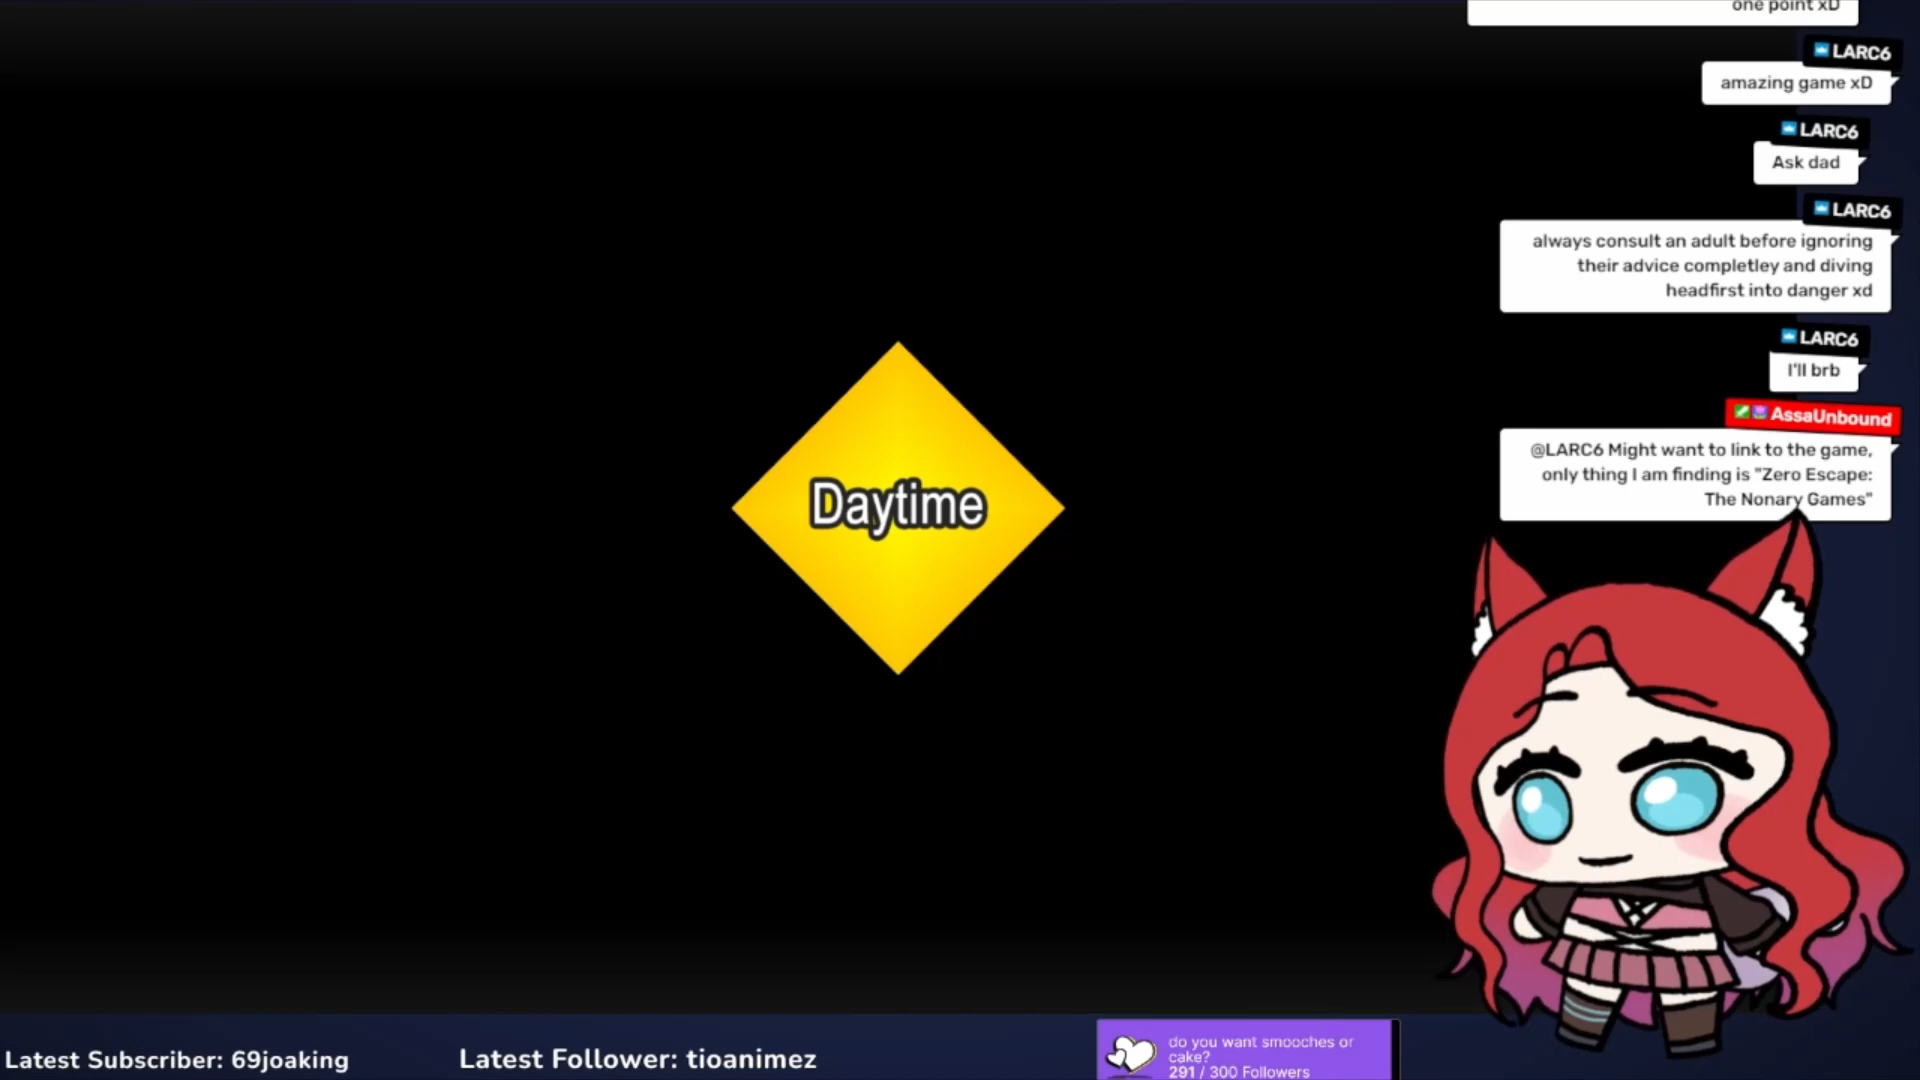 one point xD
LARC6
amazing game xD
LARC6
Ask dad
LARC6
always consult an adult before ignoring
their advice completley and diving
headfirst into danger xd
LARC6
I'll brb
AssaUnbound
@LARC6 Might want to link to the game,
only thing I am finding is "Zero Escape:
The Nonary Games"
Daytime
Latest Subscriber: 69joaking
Latest Follower: tioanimez
do you want smooches or
cake?
291 / 300 Followers